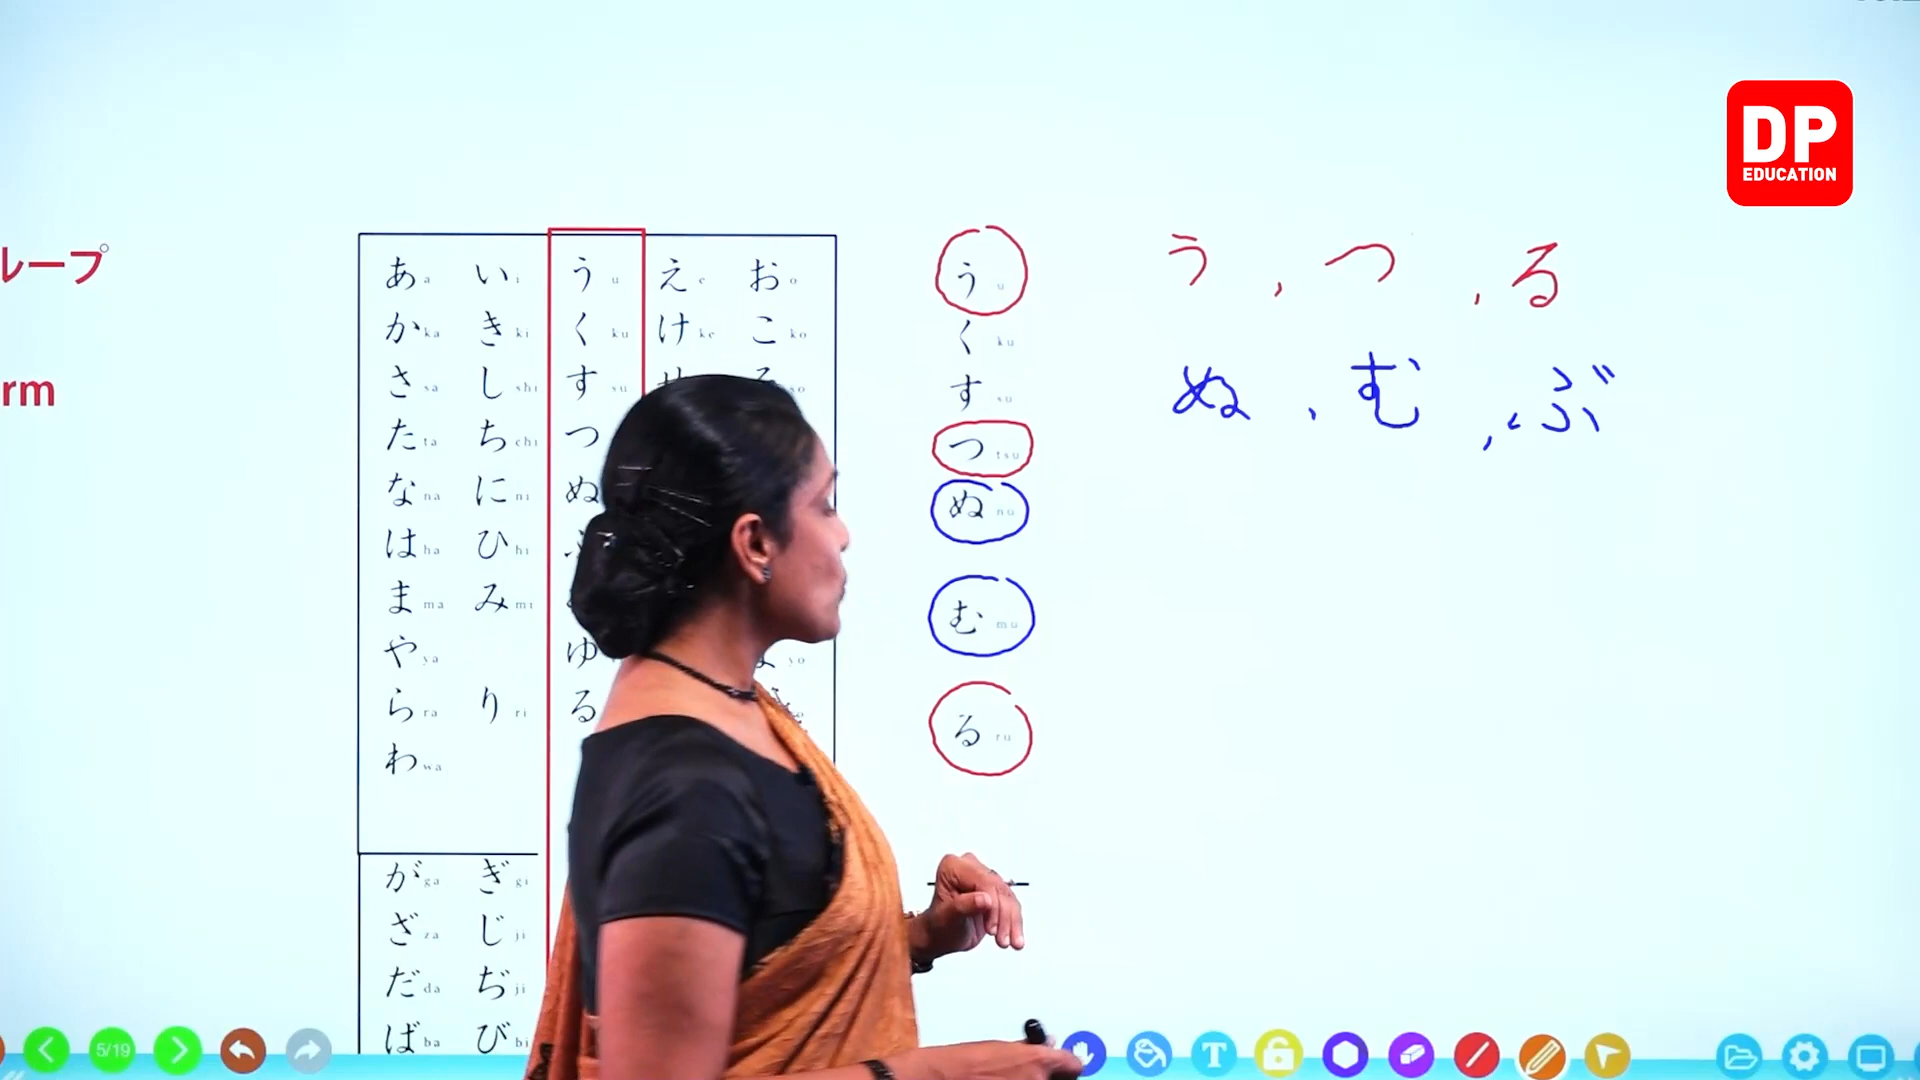 DP
EDUCATION
ループ
rm
あ a い i う u え e お o
か ka き ki く ku け ke こ ko
さ sa し shi す su せ そ so
た ta ち chi つ
な na に ni ぬ
は ha ひ hi
ま ma み mi
や ya ゆ yo
ら ra り ri る
わ wa
が ga ぎ gi
ざ za じ ji
だ da ぢ ji
ば ba び bi
う u
く ku
す su
つ tsu
ぬ nu
む mu
る ru
う , つ , る
ぬ , む , ぶ
5/19
T